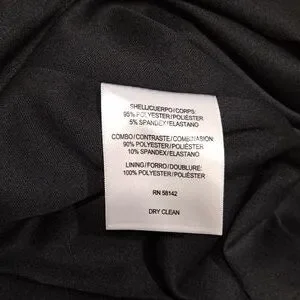 SHELL/CUERPO/CORPS:
95% POLYESTER/POLIÉSTER
5% SPANDEX/ELASTANO
COMBO/CONTRASTE/COMBINAISON:
90% POLYESTER/POLIÉSTER
10% SPANDEX/ELASTANO
LINING/FORRO/DOUBLURE:
100% POLYESTER/POLIÉSTER
RN 58142
DRY CLEAN